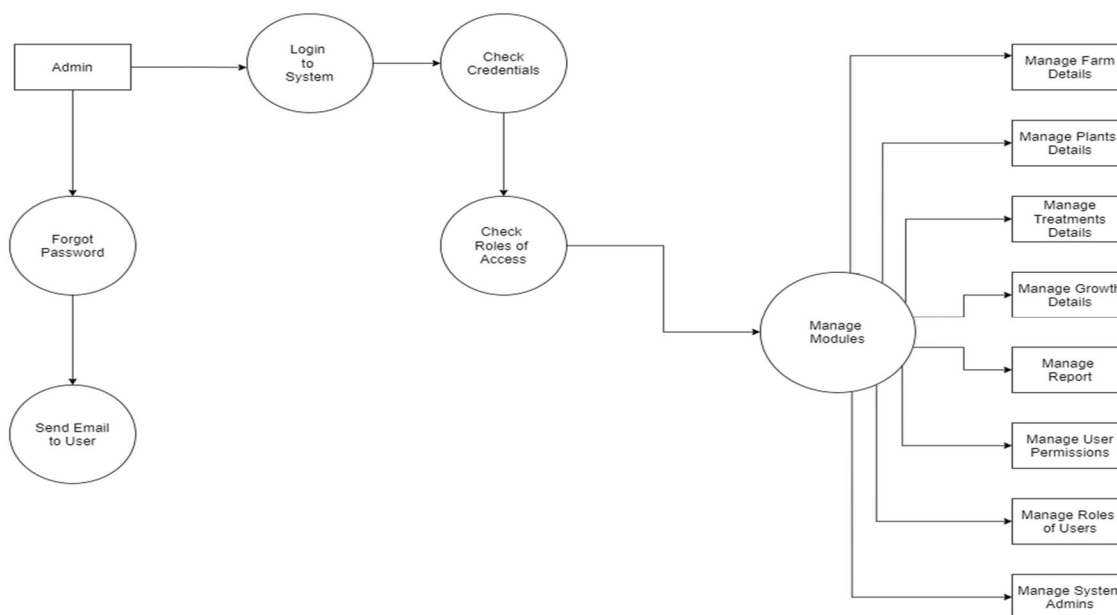 Admin
Login
to
System
Check
Credentials
Forgot
Password
Send Email
to User
Check
Roles of
Access
Manage
Modules
Manage Farm
Details
Manage Plants
Details
Manage
Treatments
Details
Manage Growth
Details
Manage
Report
Manage User
Permissions
Manage Roles
of Users
Manage System
Admins